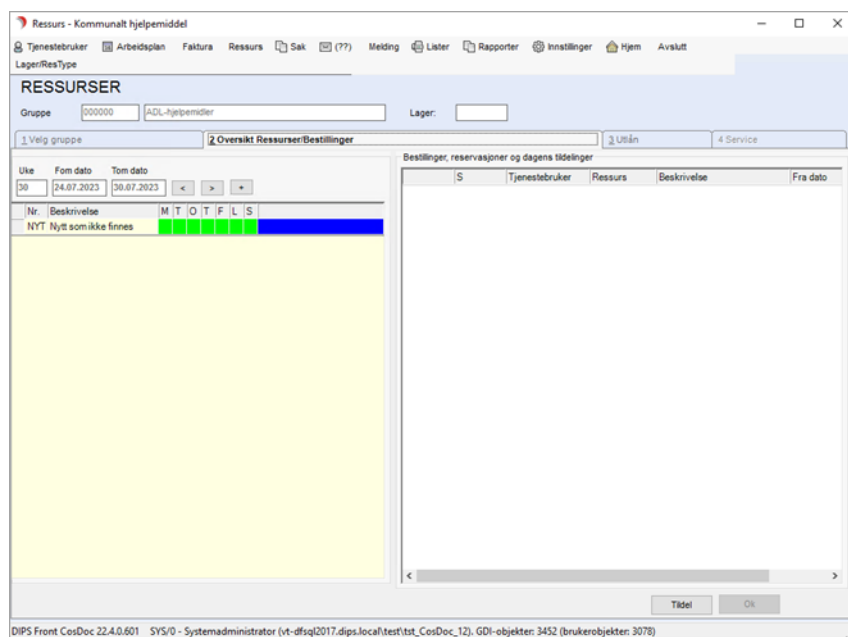 Ressurs - Kommunalt hjelpemiddel
Tjenestebruker Arbeidsplan Faktura Ressurs Sak (??) Melding Lister Rapporter Innstillinger Hjem Avslutt
Lager/ResType
RESSURSER
Gruppe 000000 ADL-hjelpemidler Lager:
1 Velg gruppe 2 Oversikt Ressurser/Bestillinger 3 Utlån 4 Service
Bestillinger, reservasjoner og dagens tildelinger
Uke Fom dato Tom dato
30 24.07.2023 30.07.2023 < > +
S Tjenestebruker Ressurs Beskrivelse Fra dato
Nr. Beskrivelse M T O T F L S
NYT Nytt som ikke finnes
Tildel Ok
DIPS Front CosDoc 22.4.0.601 SYS/0 - Systemadministrator (vt-dfsql2017.dips.local\test\tst_CosDoc_12). GDI-objekter: 3452 (brukerobjekter: 3078)